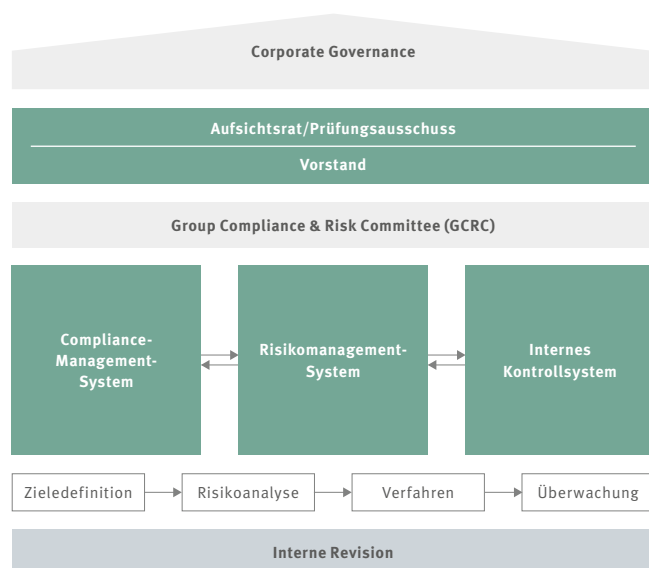 Corporate Governance
Aufsichtsrat/Prüfungsausschuss
Vorstand
Group Compliance & Risk Committee (GCRC)
Compliance-
Management-
System
Risikomanagement-
System
Internes
Kontrollsystem
Zieledefinition
Risikoanalyse
Verfahren
Überwachung
Interne Revision